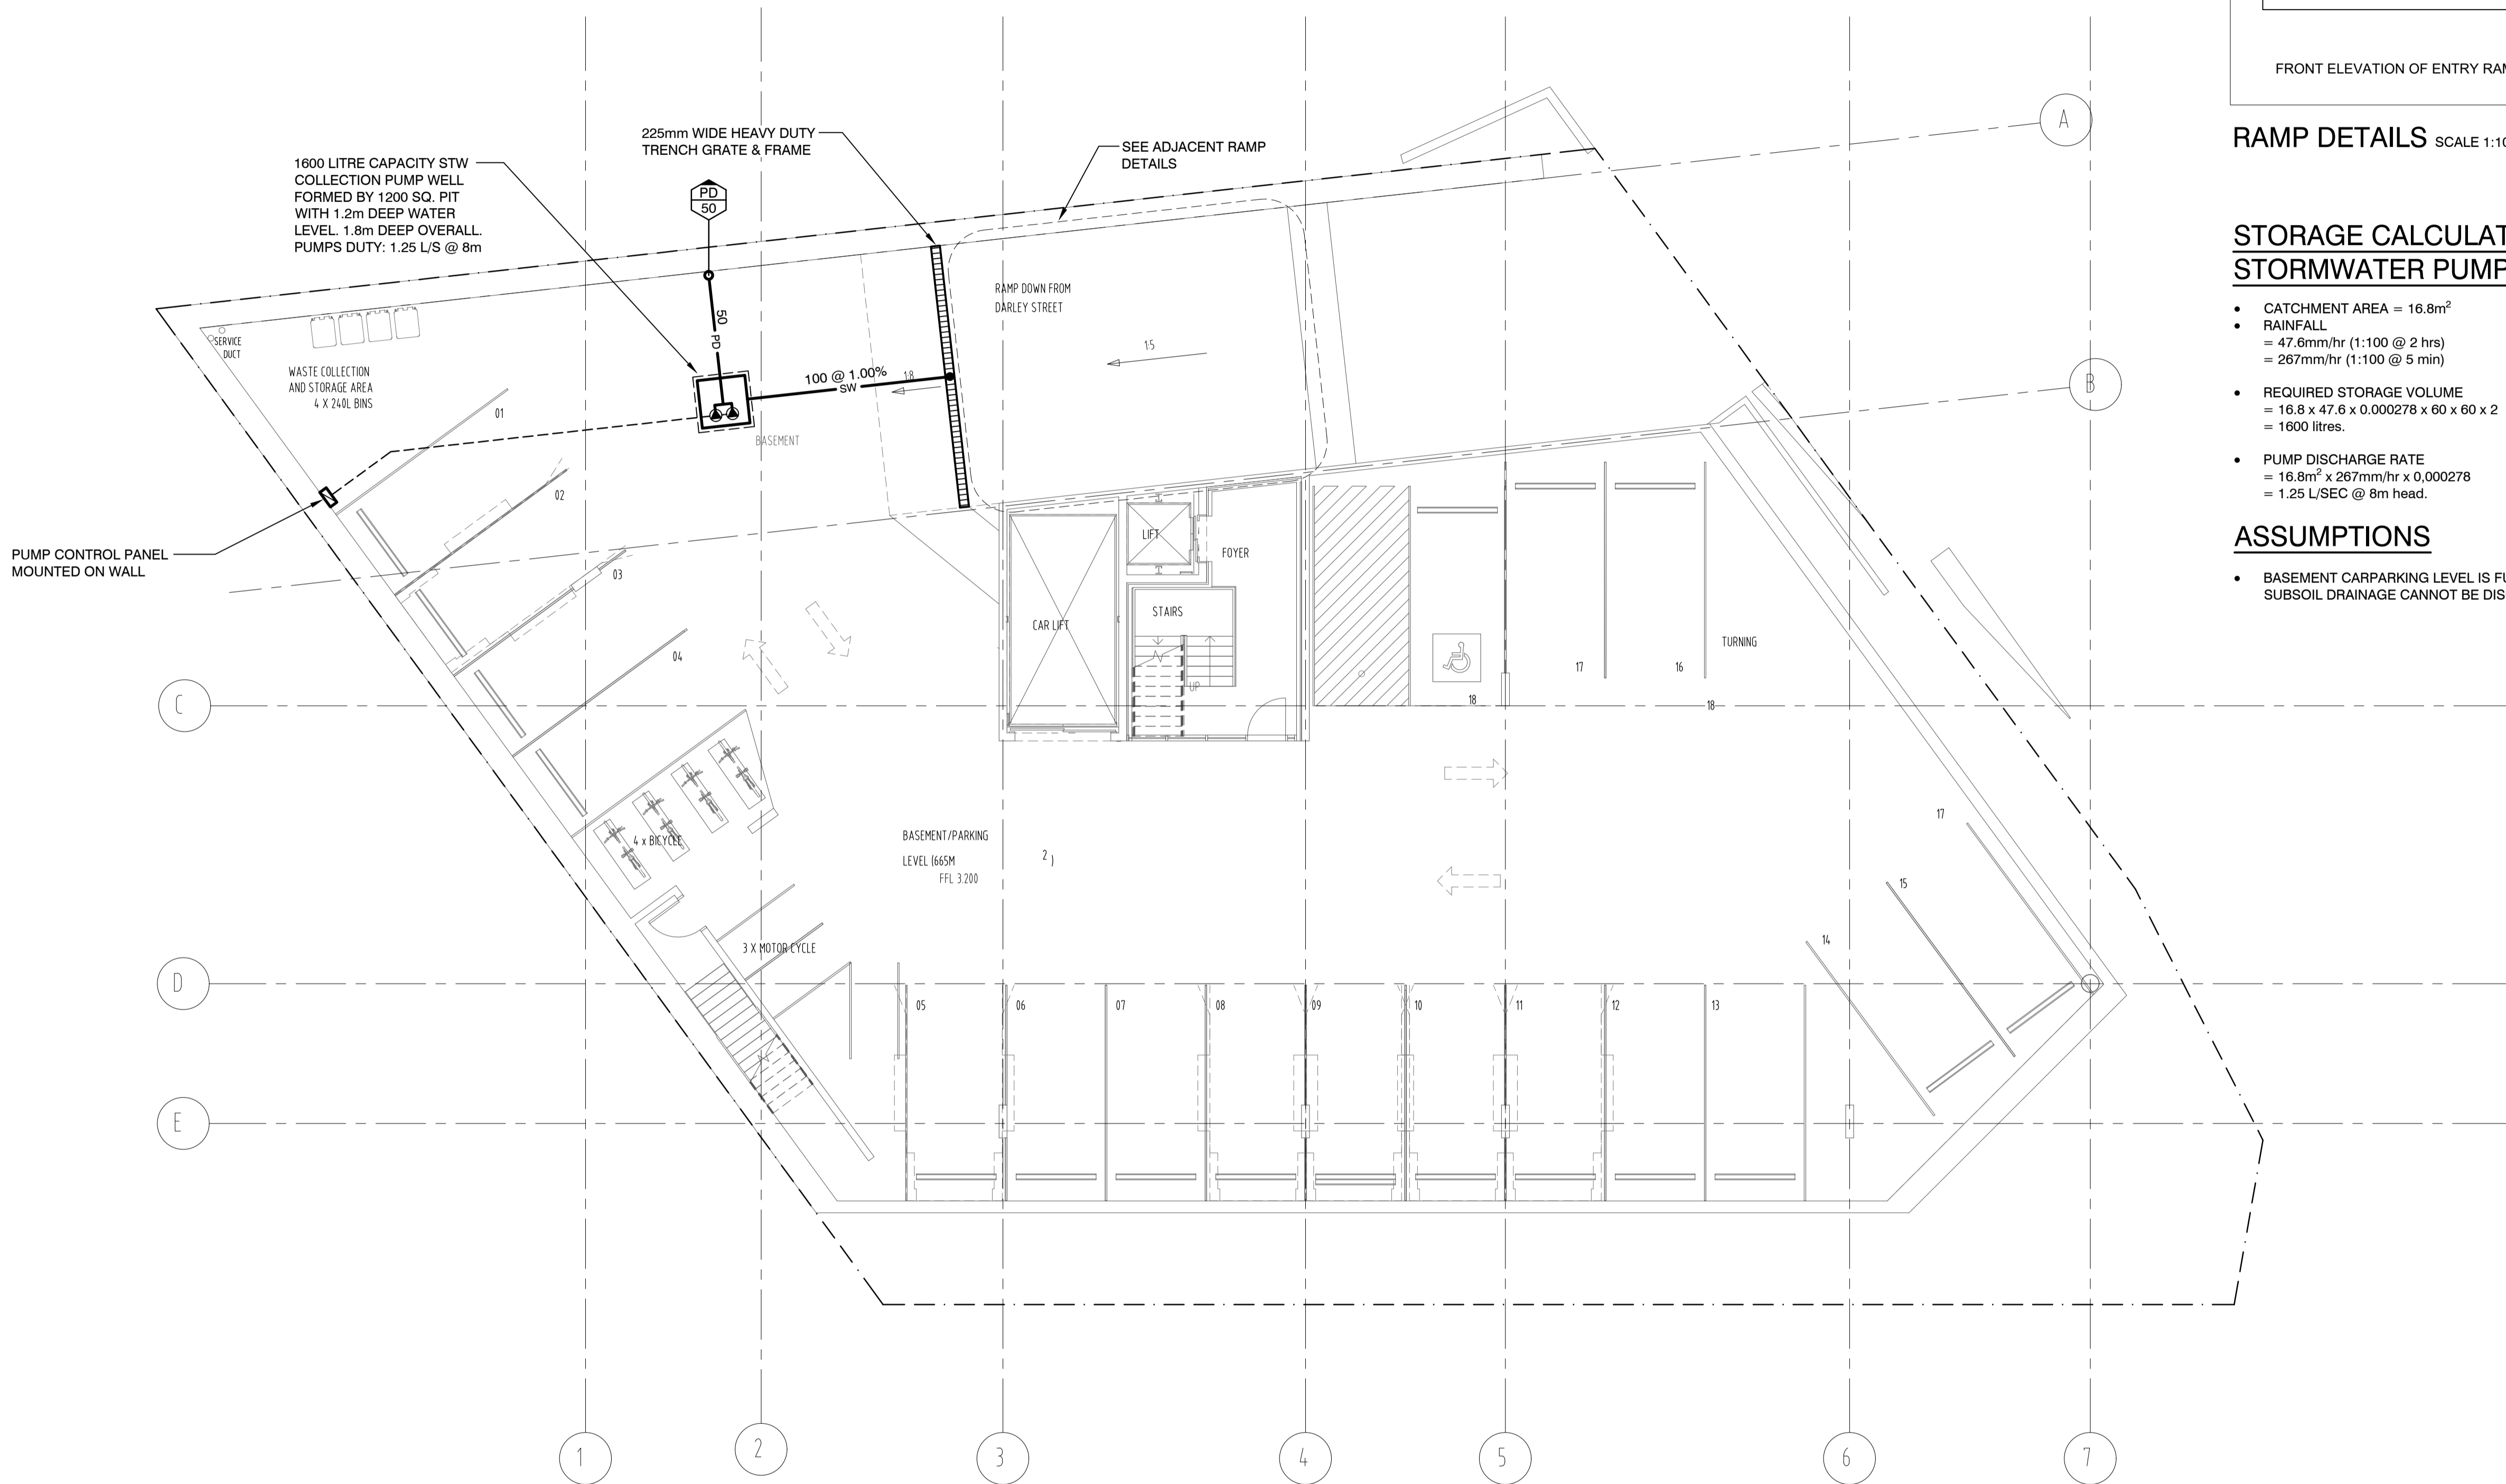 1600 LITRE CAPACITY STW
COLLECTION PUMP WELL
FORMED BY 1200 SQ. PIT
WITH 1.2m DEEP WATER
LEVEL. 1.8m DEEP OVERALL.
PUMPS DUTY: 1.25 L/S @ 8m
225mm WIDE HEAVY DUTY
TRENCH GRATE & FRAME
PD
50
SEE ADJACENT RAMP
DETAILS
A
B
RAMP DOWN FROM
DARLEY STREET
1:5
1:8
50
PD
100 @ 1.00%
SW
SERVICE
DUCT
WASTE COLLECTION
AND STORAGE AREA
4 X 240L BINS
BASEMENT
01
02
03
04
PUMP CONTROL PANEL
MOUNTED ON WALL
LIFT
FOYER
STAIRS
CAR LIFT
UP
18
17
16
18
TURNING
C
4 x BICYCLE
BASEMENT/PARKING
LEVEL (665M
2
)
FFL 3.200
17
15
14
3 X MOTOR CYCLE
D
05
06
07
08
09
10
11
12
13
E
1
2
3
4
5
6
7
FRONT ELEVATION OF ENTRY RAM
RAMP DETAILS SCALE 1:10
STORAGE CALCULAT
STORMWATER PUMP
• CATCHMENT AREA = 16.8m²
• RAINFALL
= 47.6mm/hr (1:100 @ 2 hrs)
= 267mm/hr (1:100 @ 5 min)
• REQUIRED STORAGE VOLUME
= 16.8 x 47.6 x 0.000278 x 60 x 60 x 2
= 1600 litres.
• PUMP DISCHARGE RATE
= 16.8m² x 267mm/hr x 0,000278
= 1.25 L/SEC @ 8m head.
ASSUMPTIONS
• BASEMENT CARPARKING LEVEL IS FU
SUBSOIL DRAINAGE CANNOT BE DIS